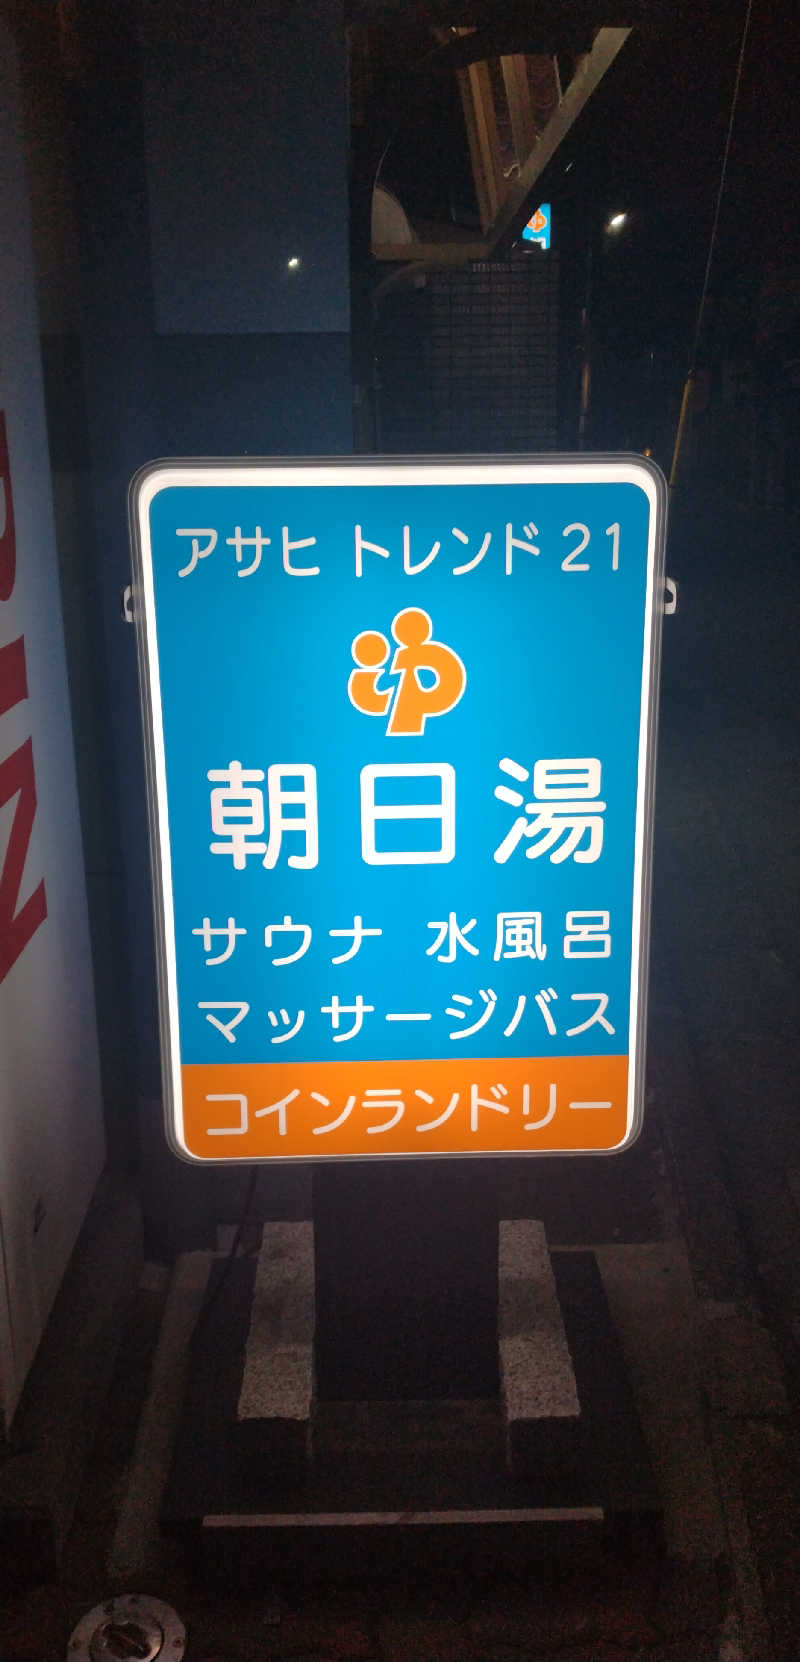 アサヒ トレンド 21
ゆ
朝日湯
サウナ 水風呂
マッサージバス
コインランドリー